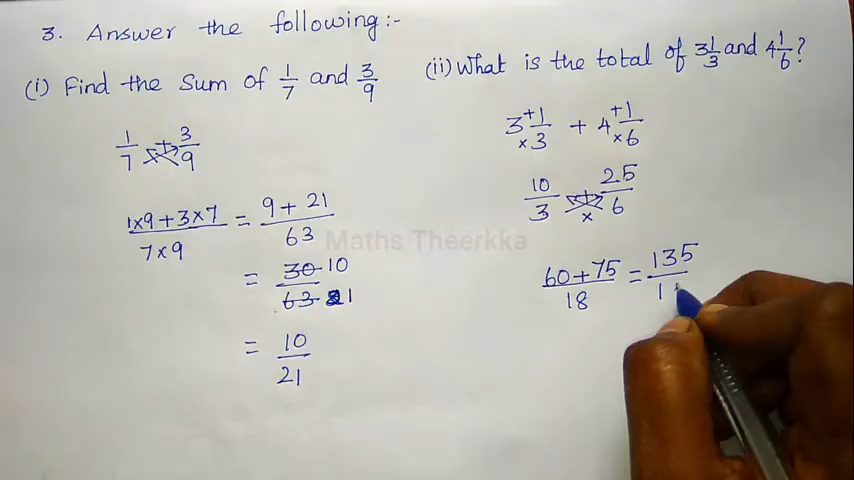 3. Answer the following:-
(i) Find the Sum of 1/7 and 3/9
1/7 + 3/9
1×9+3×7/7×9 = 9+21/63
= 30/63 10/21
= 10/21
(ii) What is the total of 3 1/3 and 4 1/6?
3 +1/×3 + 4 +1/×6
10/3 + 25/6
×
60+75/18 = 135/1
Maths Theerkka